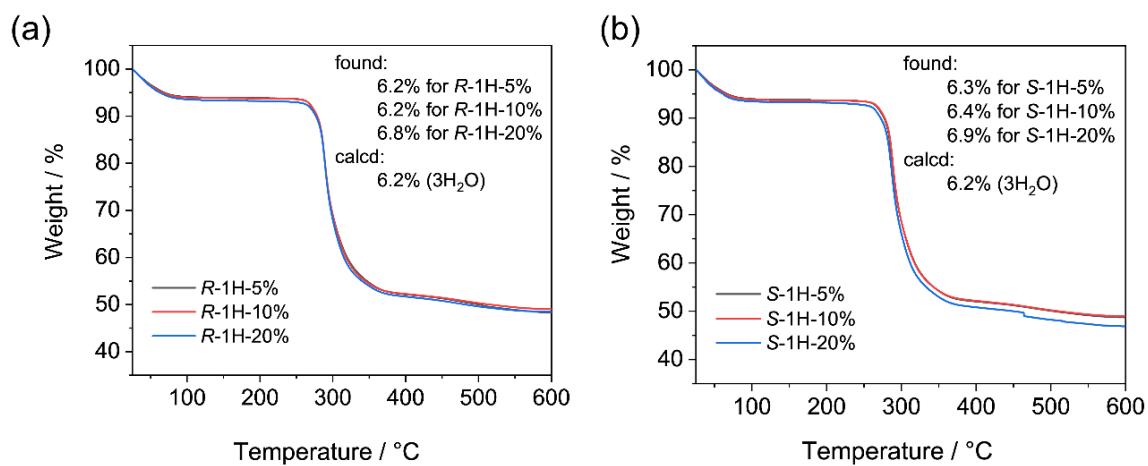 (a)
found:
6.2% for R-1H-5%
6.2% for R-1H-10%
6.8% for R-1H-20%
calcd:
6.2% (3H₂O)
R-1H-5%
R-1H-10%
R-1H-20%
Weight / %
100
90
80
70
60
50
40
100
200
300
400
500
600
Temperature / °C
(b)
found:
6.3% for S-1H-5%
6.4% for S-1H-10%
6.9% for S-1H-20%
calcd:
6.2% (3H₂O)
S-1H-5%
S-1H-10%
S-1H-20%
Weight / %
100
90
80
70
60
50
40
100
200
300
400
500
600
Temperature / °C